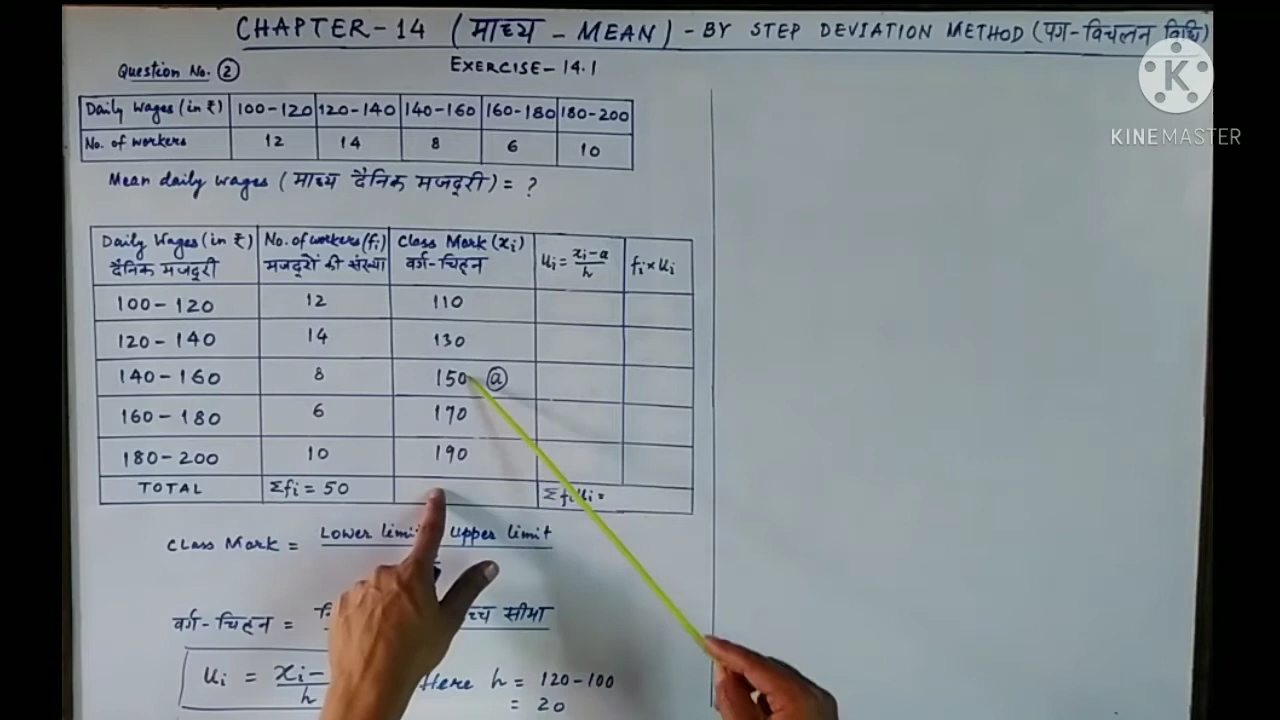 CHAPTER-14 (माध्य - MEAN) - BY STEP DEVIATION METHOD (पग-विचलन विधि)
Question No. ②
EXERCISE-14.1
KINEMASTER
Daily Wages (in ₹) 100-120 120-140 140-160 160-180 180-200
No. of workers 12 14 8 6 10
Mean daily wages (माध्य दैनिक मजदूरी) = ?
Daily Wages (in ₹) No. of workers (fi) Class Mark (xi) ui = xi-a/h fi × ui
दैनिक मजदूरी मजदूरों की संख्या वर्ग-चिह्न
100-120 12 110
120-140 14 130
140-160 8 150 ⓐ
160-180 6 170
180-200 10 190
TOTAL Σfi = 50 Σfiui =
Class Mark = Lower upper limit
वर्ग-चिह्न = सीमा
ui = xi- / h Here h = 120-100
= 20